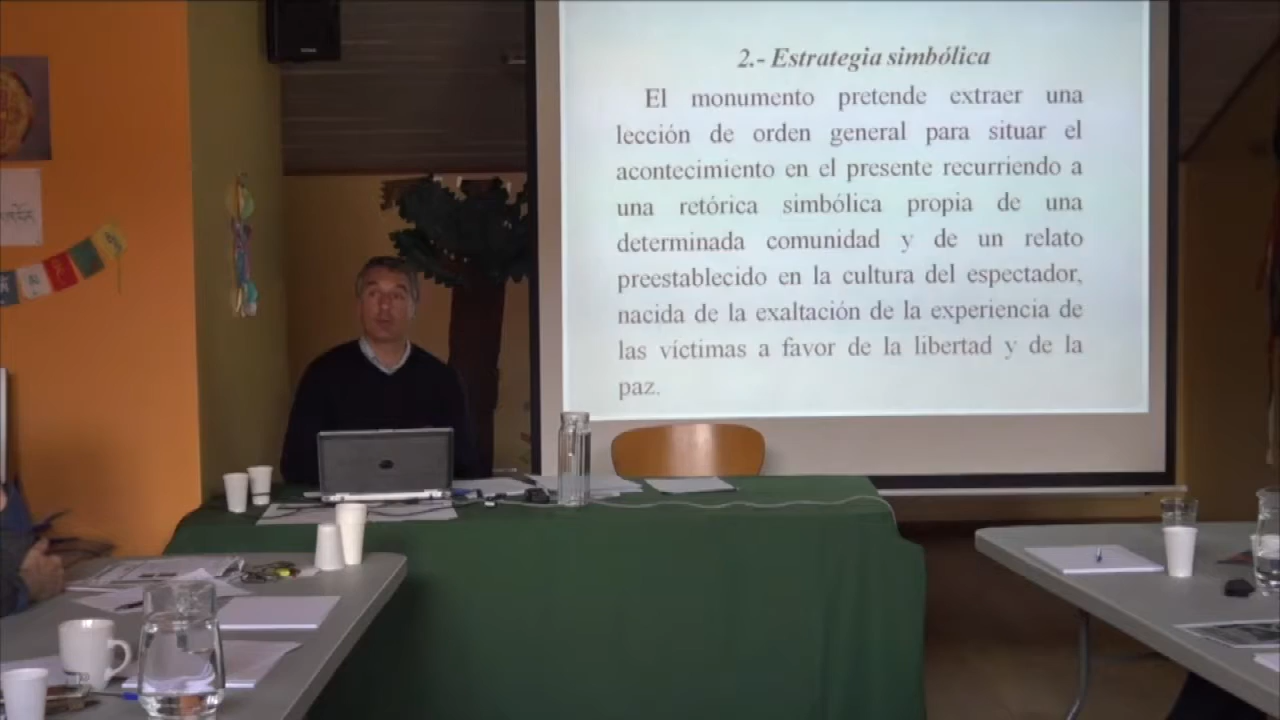 2.- Estrategia simbólica
El monumento pretende extraer una
lección de orden general para situar el
acontecimiento en el presente recurriendo a
una retórica simbólica propia de una
determinada comunidad y de un relato
preestablecido en la cultura del espectador,
nacida de la exaltación de la experiencia de
las víctimas a favor de la libertad y de la
paz.